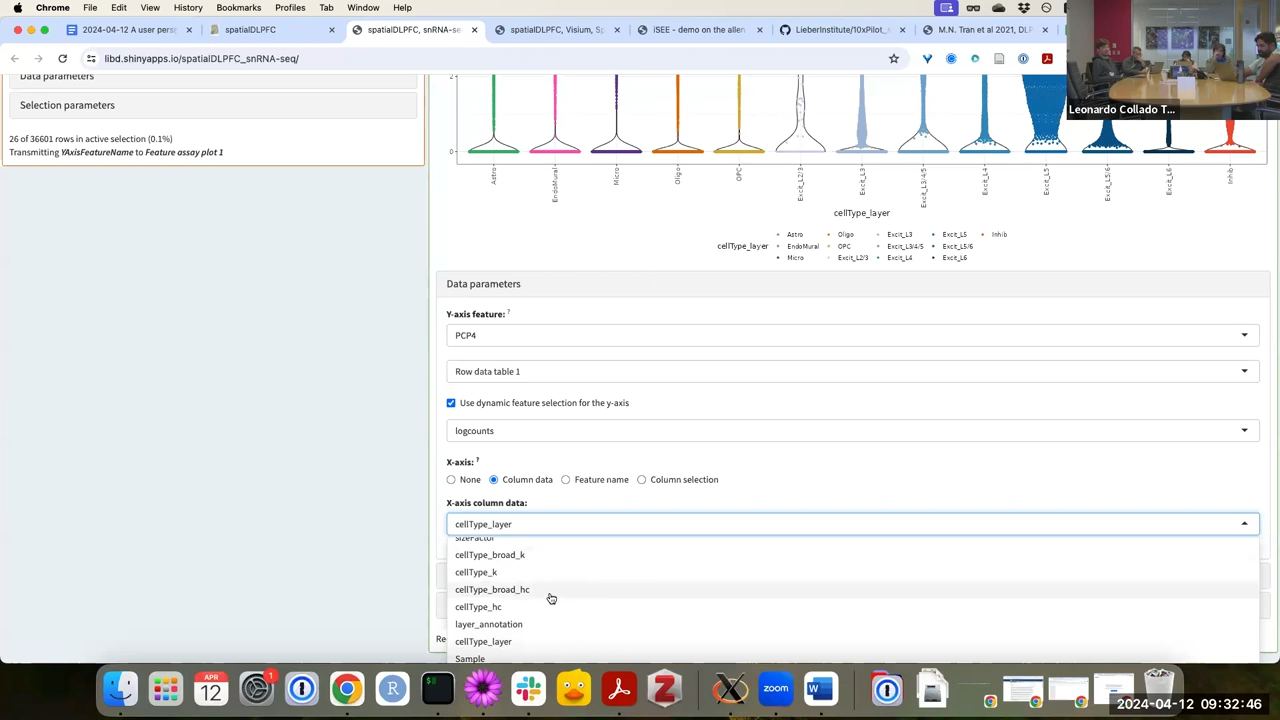 Chrome File Edit View History Bookmarks Profiles Tab Window Help
2024-04-12 A user pers
spatialDLPFC
spatialDLPFC, snRNA-se
spatialDLPFC, Visium, Sp
iSEE - demo on the allen
LieberInstitute/10xPilot_s
M.N. Tran et al 2021, DLP
libd.shinyapps.io/spatialDLPFC_snRNA-seq/
Leonardo Collado T...
Data parameters
Selection parameters
26 of 36601 rows in active selection (0.1%)
Transmitting YAxisFeatureName to Feature assay plot 1
2
0
Astro
EndoMural
Micro
Oligo
OPC
Excit_L2/3
Excit_L3
Excit_L3/4/5
Excit_L4
Excit_L5
Excit_L5/6
Excit_L6
Inhib
cellType_layer
cellType_layer
Astro Oligo Excit_L3 Excit_L5 Inhib
EndoMural OPC Excit_L3/4/5 Excit_L5/6
Micro Excit_L2/3 Excit_L4 Excit_L6
Data parameters
Y-axis feature: ?
PCP4
Row data table 1
Use dynamic feature selection for the y-axis
logcounts
X-axis: ?
None Column data Feature name Column selection
X-axis column data:
cellType_layer
sizeFactor
cellType_broad_k
cellType_k
cellType_broad_hc
cellType_hc
layer_annotation
cellType_layer
Sample
Re
APR
12
1
R
$
zoom
W
2024-04-12 09:32:46